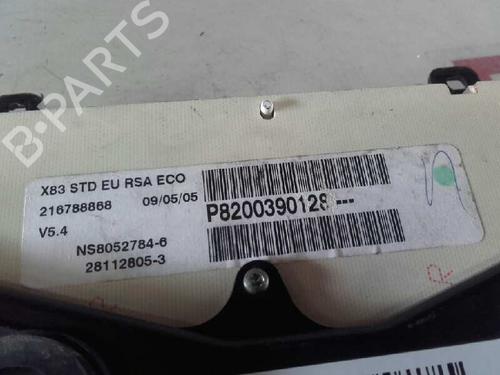 B-PARTS
X83 STD EU RSA ECO
216788868 09/05/05
V5.4
NS8052784-6
28112805-3
P8200390128---